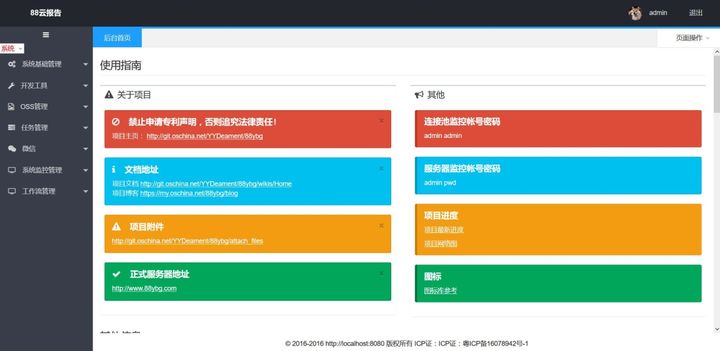 88云报告
admin
退出
后台首页
页面操作
系统
系统基础管理
开发工具
OSS管理
任务管理
微信
系统监控管理
工作流管理
使用指南
关于项目
禁止申请专利声明，否则追究法律责任！
项目主页： http://git.oschina.net/YYDeament/88ybg
文档地址
项目文档 http://git.oschina.net/YYDeament/88ybg/wikis/Home
项目博客 https://my.oschina.net/88ybg/blog
项目附件
http://git.oschina.net/YYDeament/88ybg/attach_files
正式服务器地址
http://www.88ybg.com
其他
连接池监控帐号密码
admin admin
服务器监控帐号密码
admin pwd
项目进度
项目最新进度
项目网络图
图标
图标库参考
© 2016-2016 http://localhost:8080 版权所有 ICP证：ICP证：粤ICP备16078942号-1